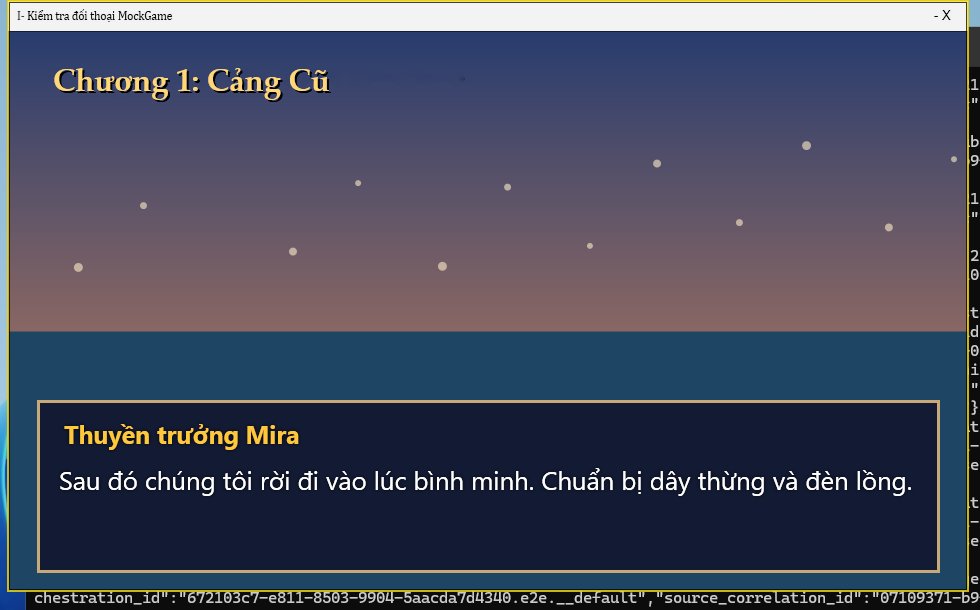 I- Kiểm tra đối thoại MockGame
- X
Chương 1: Cảng Cũ
Thuyền trưởng Mira
Sau đó chúng tôi rời đi vào lúc bình minh. Chuẩn bị dây thừng và đèn lồng.
chestration_id":"672103c7-e811-8503-9904-5aacda7d4340.e2e.__default","source_correlation_id":"07109371-b9